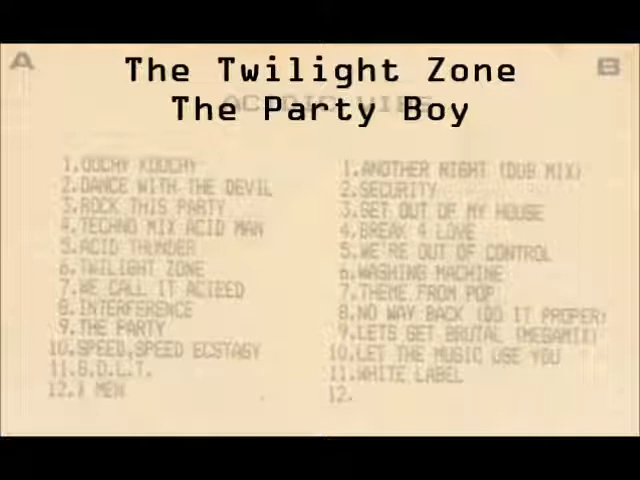 A
B
The Twilight Zone
ACIDIC VIBES
The Party Boy
1.OOCHY KOOCHY
2.DANCE WITH THE DEVIL
3.ROCK THIS PARTY
4.TECHNO MIX ACID MAN
5.ACID THUNDER
6.TWILIGHT ZONE
7.WE CALL IT ACIEED
8.INTERFERENCE
9.THE PARTY
10.SPEED,SPEED ECSTASY
11.S.D.L.T.
12. MEN
1.ANOTHER NIGHT (DUB MIX)
2.SECURITY
3.GET OUT OF MY HOUSE
4.BREAK 4 LOVE
5.WE'RE OUT OF CONTROL
6.WASHING MACHINE
7.THEME FROM POP
8.NO WAY BACK (DO IT PROPER)
9.LETS GET BRUTAL (MEGAMIX)
10.LET THE MUSIC USE YOU
11.WHITE LABEL
12.